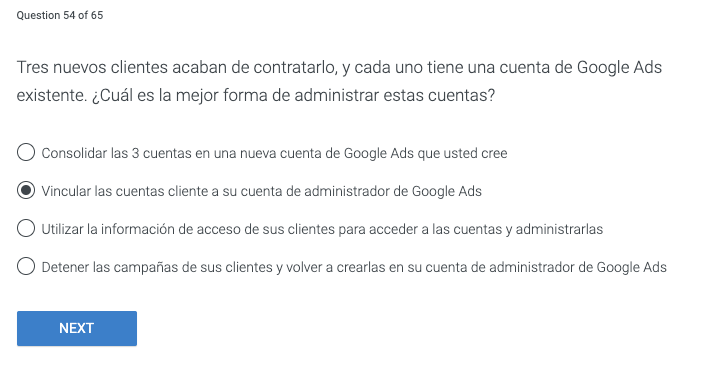 Question 54 of 65
Tres nuevos clientes acaban de contratarlo, y cada uno tiene una cuenta de Google Ads
existente. ¿Cuál es la mejor forma de administrar estas cuentas?
Consolidar las 3 cuentas en una nueva cuenta de Google Ads que usted cree
Vincular las cuentas cliente a su cuenta de administrador de Google Ads
Utilizar la información de acceso de sus clientes para acceder a las cuentas y administrarlas
Detener las campañas de sus clientes y volver a crearlas en su cuenta de administrador de Google Ads
NEXT